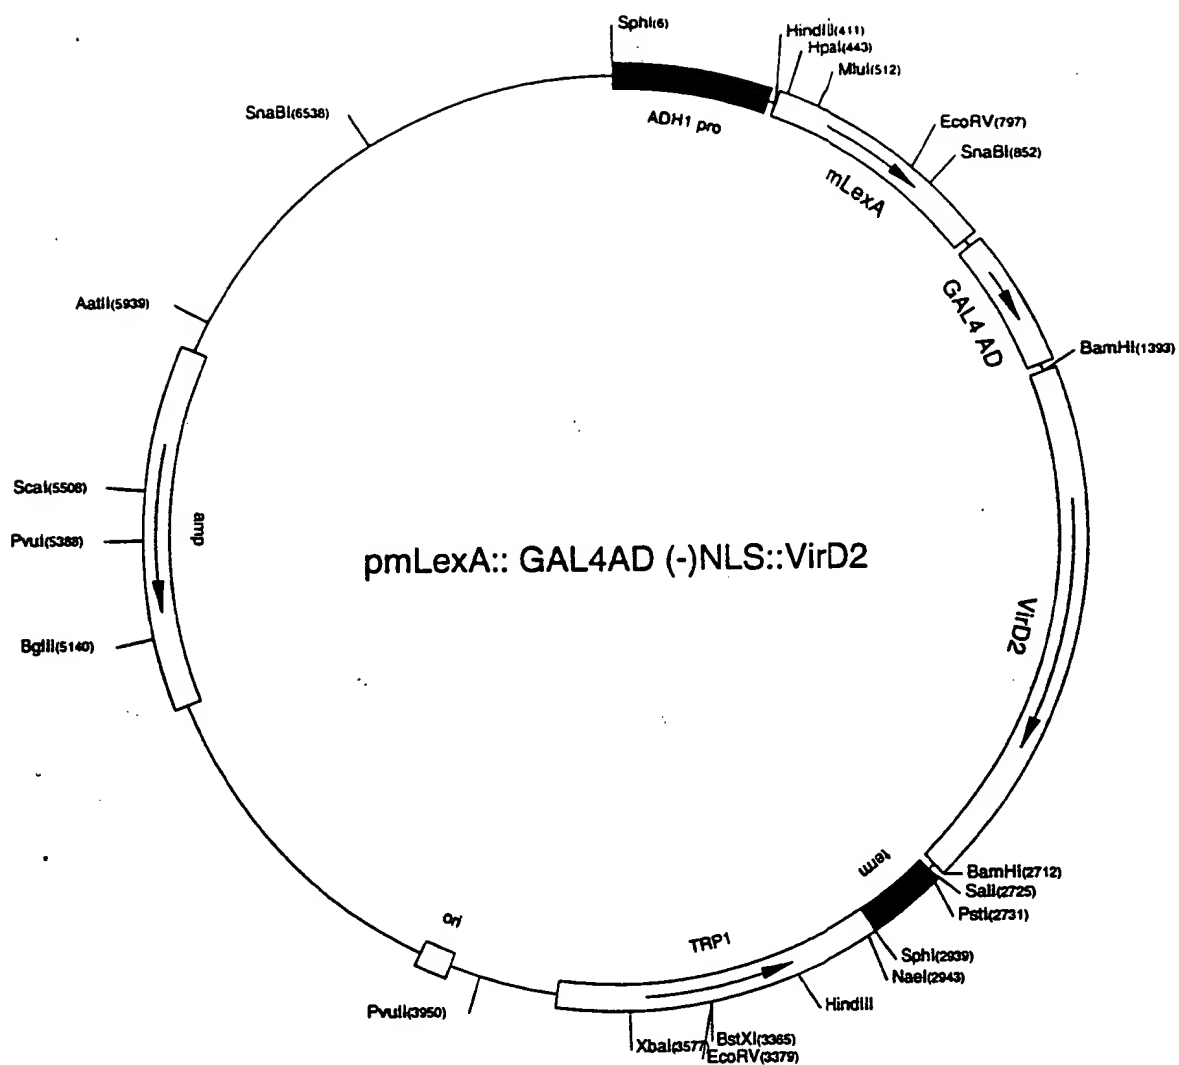 SphI(6)
HindIII(411)
HpaI(443)
MluI(512)
ADH1 pro
SnaBI(6538)
EcoRV(797)
SnaBI(852)
mLexA
AatII(5939)
GAL4 AD
BamHI(1393)
ScaI(5508)
PvuI(5388)
amp
pmLexA:: GAL4AD (-)NLS::VirD2
BglII(5140)
VirD2
term
BamHI(2712)
SalI(2725)
PstI(2731)
ori
TRP1
SphI(2939)
NaeI(2943)
HindIII
PvuII(3950)
XbaI(3577)
BstXI(3365)
EcoRV(3379)